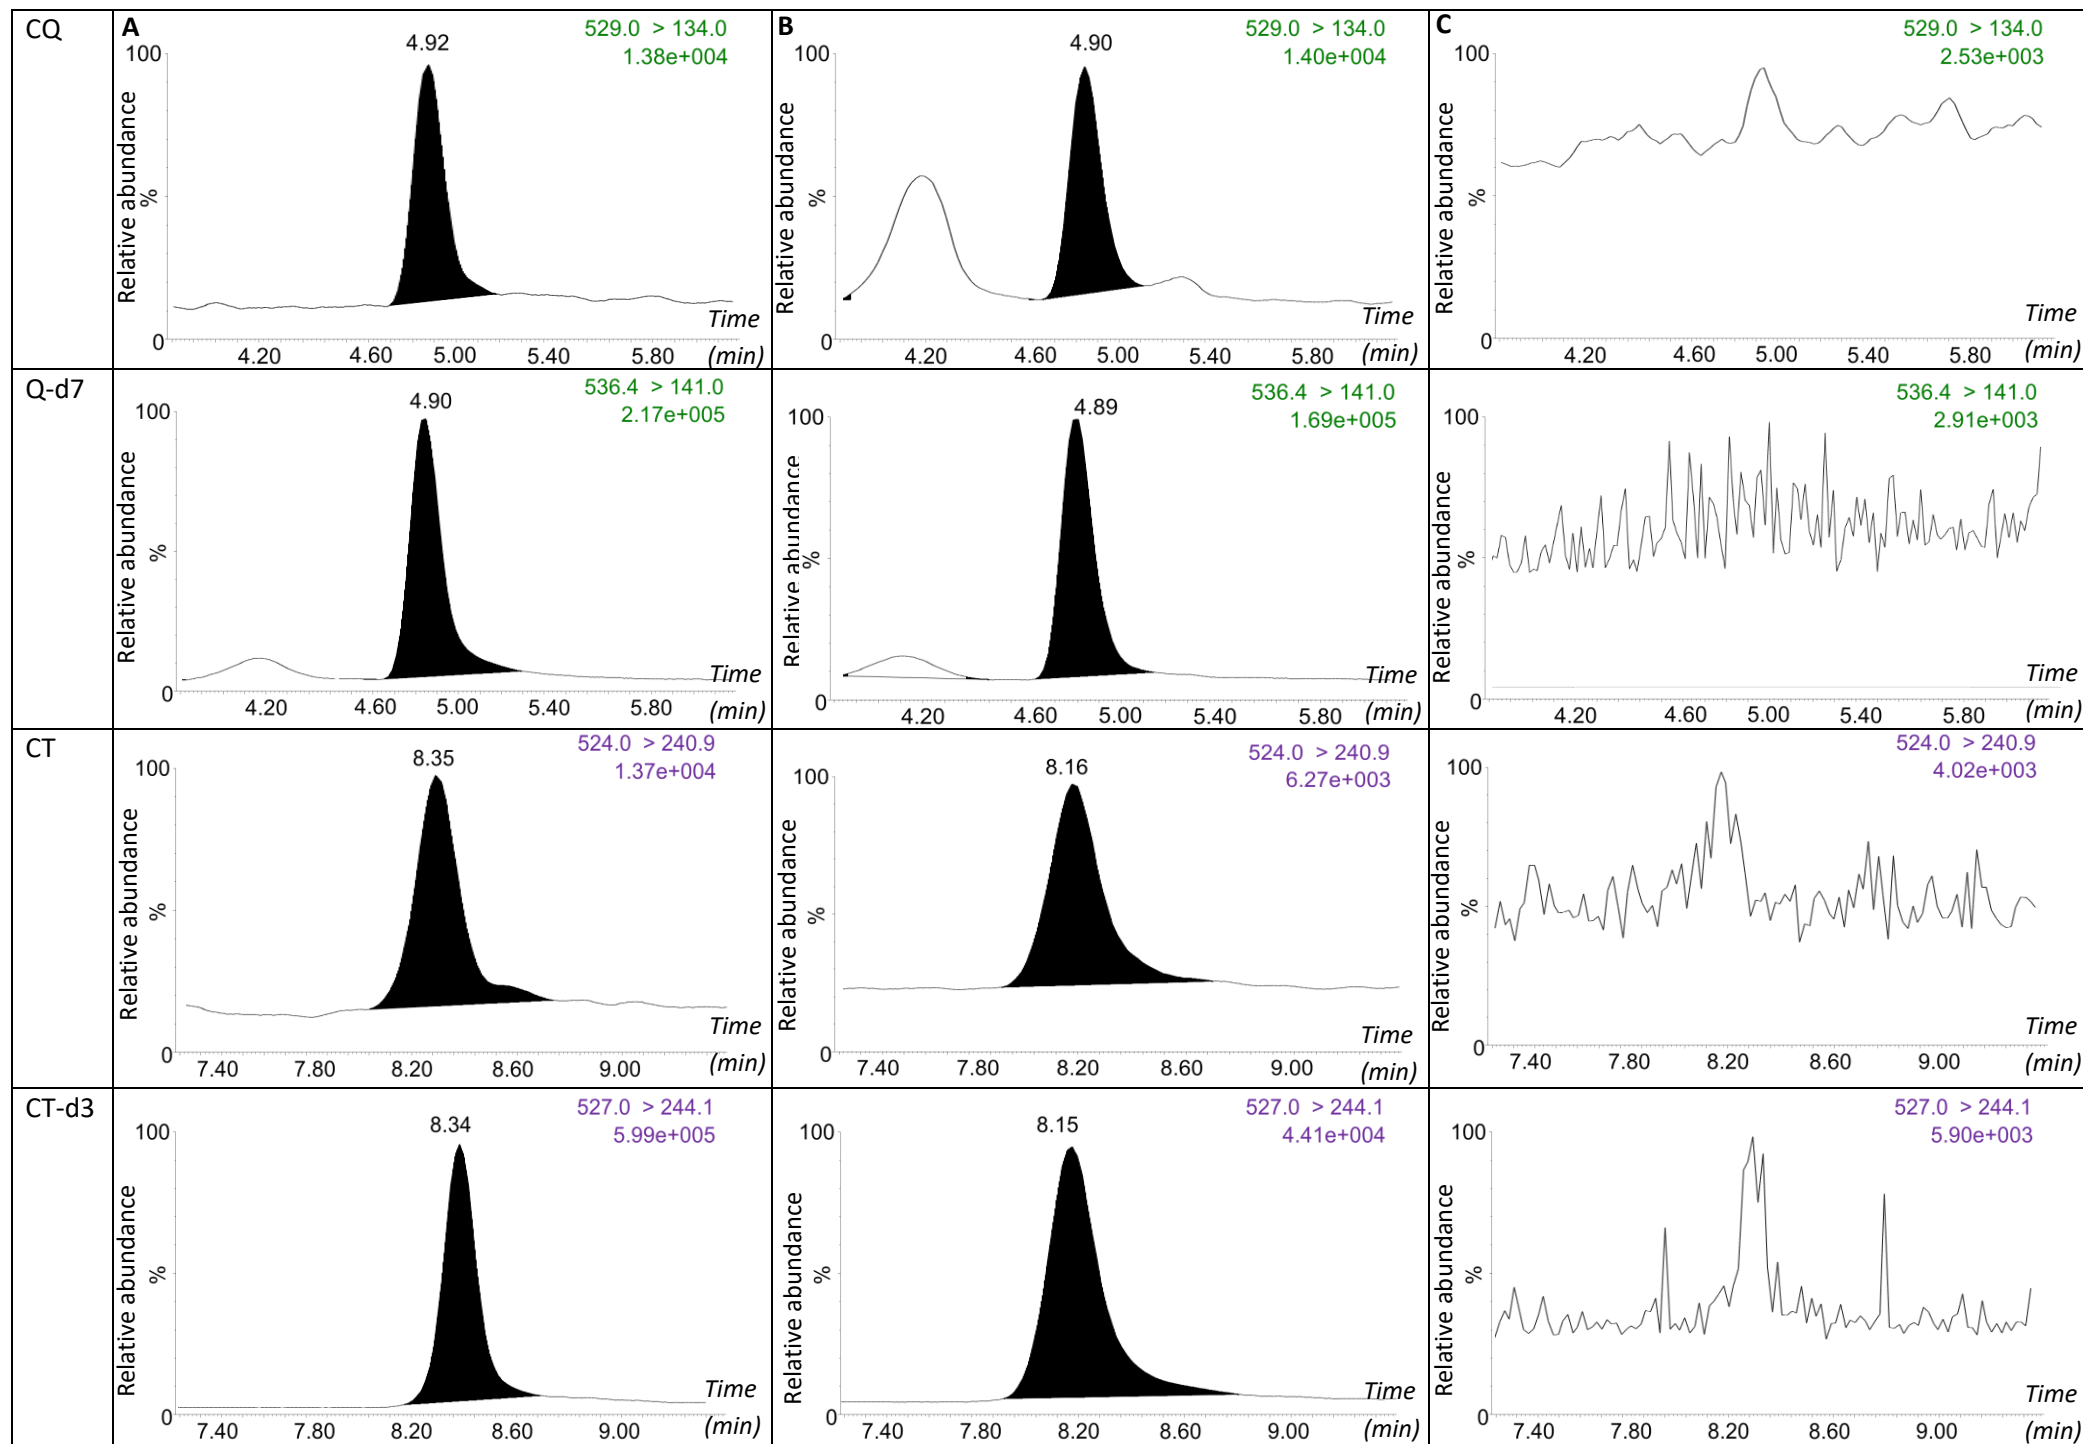 CQ
A
529.0 > 134.0
1.38e+004
4.92
100
%
0
Relative abundance
4.20 4.60 5.00 5.40 5.80
Time
(min)
B
529.0 > 134.0
1.40e+004
4.90
100
%
0
Relative abundance
4.20 4.60 5.00 5.40 5.80
Time
(min)
C
529.0 > 134.0
2.53e+003
100
%
0
Relative abundance
4.20 4.60 5.00 5.40 5.80
Time
(min)
Q-d7
536.4 > 141.0
2.17e+005
4.90
100
%
0
Relative abundance
4.20 4.60 5.00 5.40 5.80
Time
(min)
536.4 > 141.0
1.69e+005
4.89
100
%
0
Relative abundance
4.20 4.60 5.00 5.40 5.80
Time
(min)
536.4 > 141.0
2.91e+003
100
%
0
Relative abundance
4.20 4.60 5.00 5.40 5.80
Time
(min)
CT
524.0 > 240.9
1.37e+004
8.35
100
%
0
Relative abundance
7.40 7.80 8.20 8.60 9.00
Time
(min)
524.0 > 240.9
6.27e+003
8.16
100
%
0
Relative abundance
7.40 7.80 8.20 8.60 9.00
Time
(min)
524.0 > 240.9
4.02e+003
100
%
0
Relative abundance
7.40 7.80 8.20 8.60 9.00
Time
(min)
CT-d3
527.0 > 244.1
5.99e+005
8.34
100
%
0
Relative abundance
7.40 7.80 8.20 8.60 9.00
Time
(min)
527.0 > 244.1
4.41e+004
8.15
100
%
0
Relative abundance
7.40 7.80 8.20 8.60 9.00
Time
(min)
527.0 > 244.1
5.90e+003
100
%
0
Relative abundance
7.40 7.80 8.20 8.60 9.00
Time
(min)